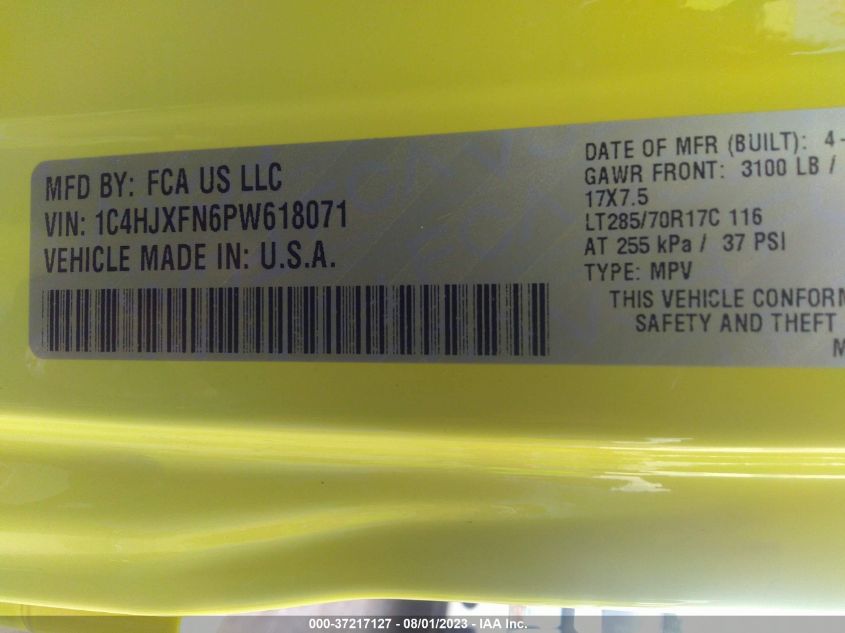 MFD BY: FCA US LLC
VIN: 1C4HJXFN6PW618071
VEHICLE MADE IN: U.S.A.
DATE OF MFR (BUILT): 4-
GAWR FRONT: 3100 LB /
17X7.5
LT285/70R17C 116
AT 255 kPa / 37 PSI
TYPE: MPV
THIS VEHICLE CONFORM
SAFETY AND THEFT
M
000-37217127 - 08/01/2023 - IAA Inc.